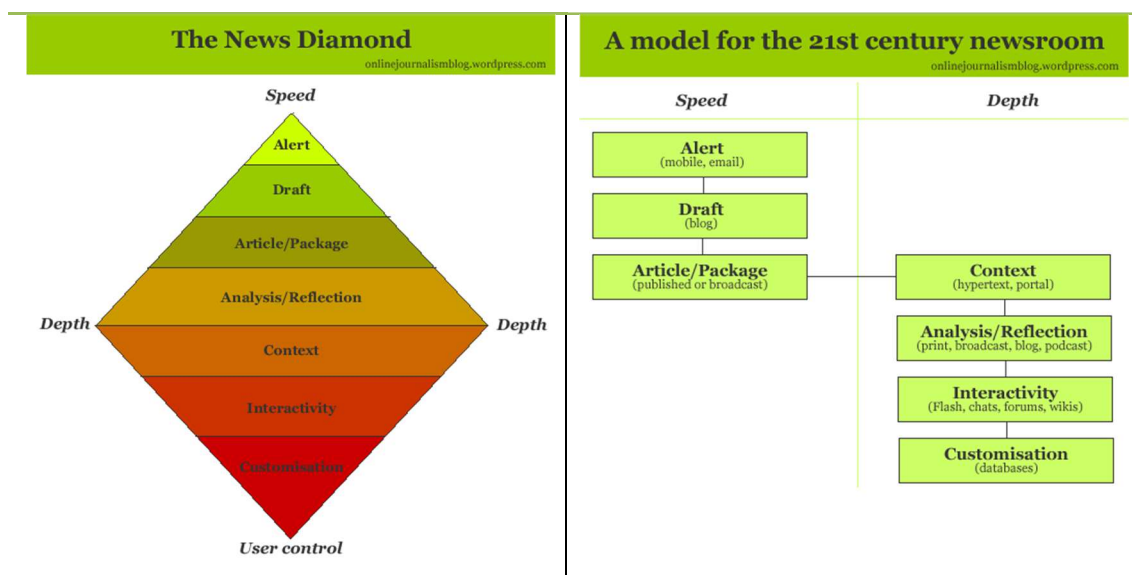 The News Diamond
onlinejournalismblog.wordpress.com
Speed
Alert
Draft
Article/Package
Analysis/Reflection
Depth
Depth
Context
Interactivity
Customisation
User control
A model for the 21st century newsroom
onlinejournalismblog.wordpress.com
Speed
Depth
Alert
(mobile, email)
Draft
(blog)
Article/Package
(published or broadcast)
Context
(hypertext, portal)
Analysis/Reflection
(print, broadcast, blog, podcast)
Interactivity
(Flash, chats, forums, wikis)
Customisation
(databases)